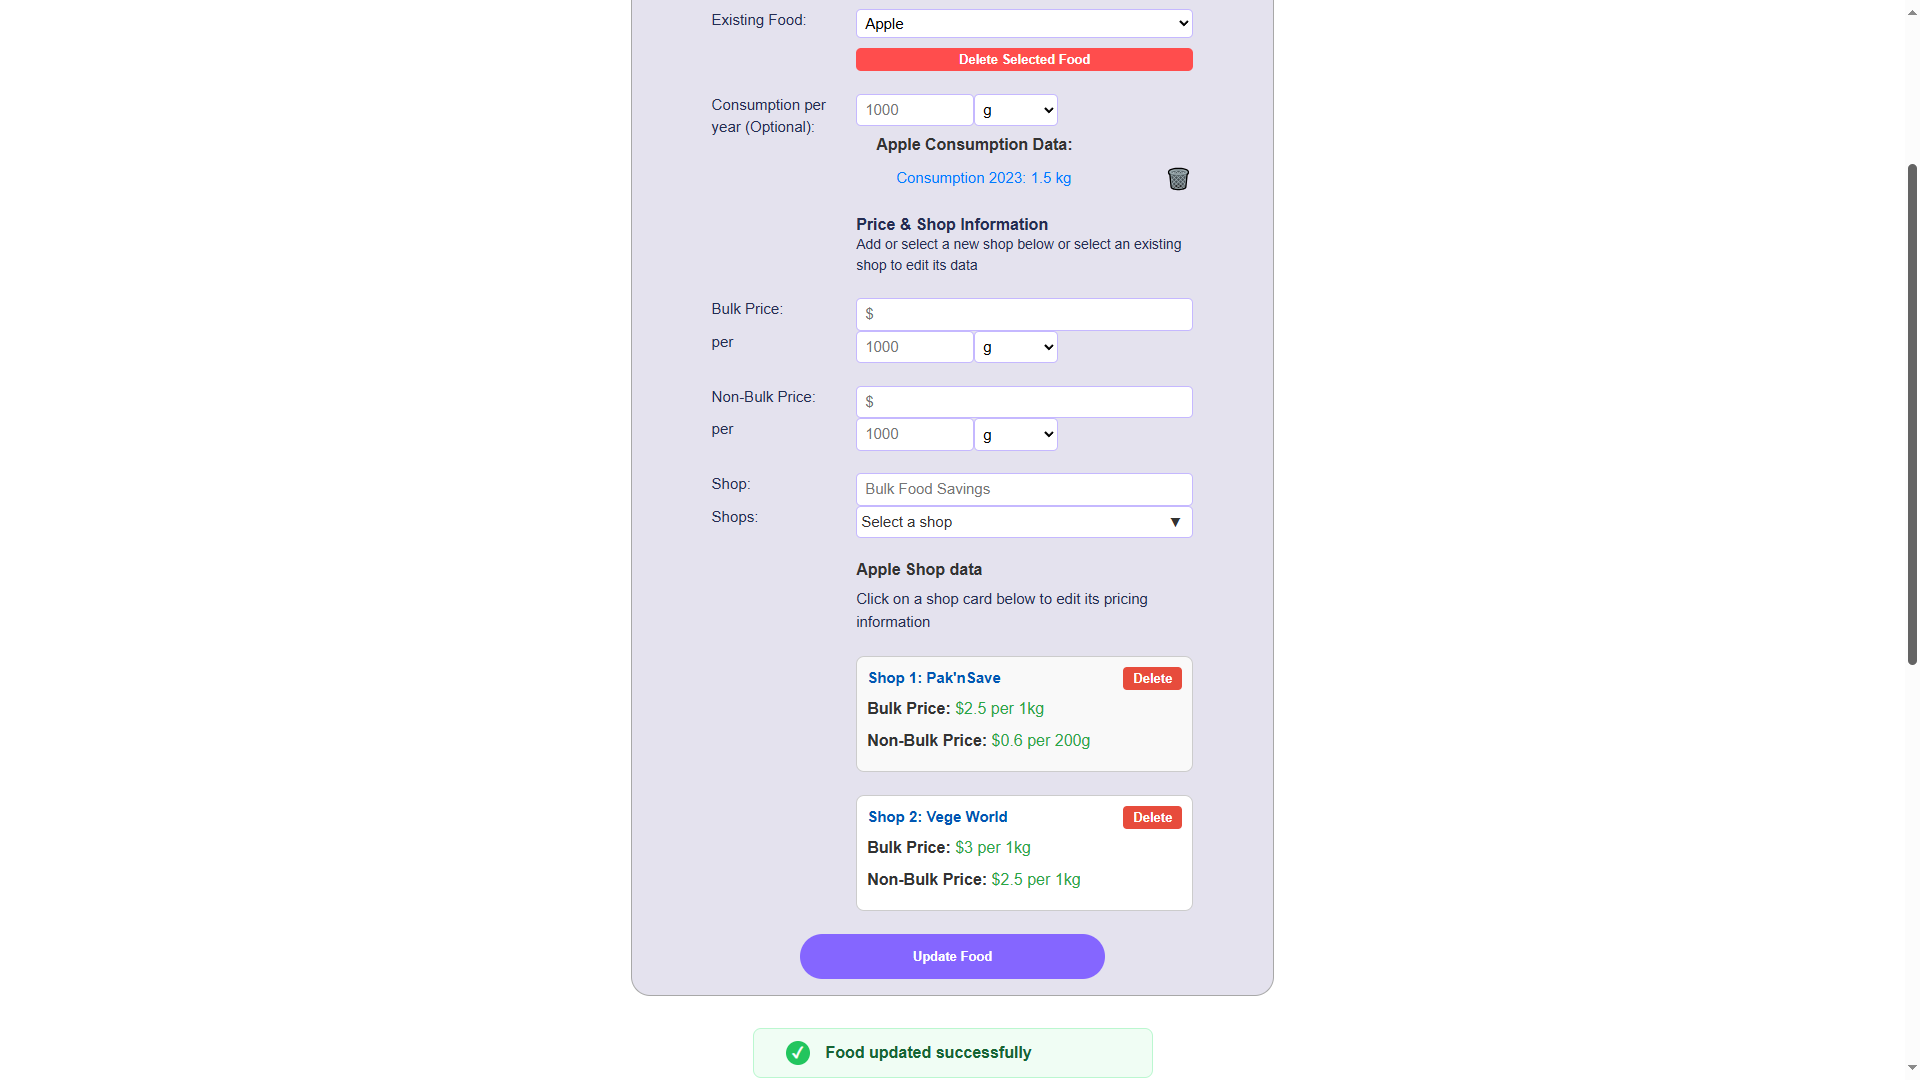 Existing Food:
Apple
Delete Selected Food
Consumption per
year (Optional):
1000
g
Apple Consumption Data:
Consumption 2023: 1.5 kg
Price & Shop Information
Add or select a new shop below or select an existing
shop to edit its data
Bulk Price:
$
per
1000
g
Non-Bulk Price:
$
per
1000
g
Shop:
Bulk Food Savings
Shops:
Select a shop
Apple Shop data
Click on a shop card below to edit its pricing
information
Shop 1: Pak'nSave
Delete
Bulk Price: $2.5 per 1kg
Non-Bulk Price: $0.6 per 200g
Shop 2: Vege World
Delete
Bulk Price: $3 per 1kg
Non-Bulk Price: $2.5 per 1kg
Update Food
Food updated successfully